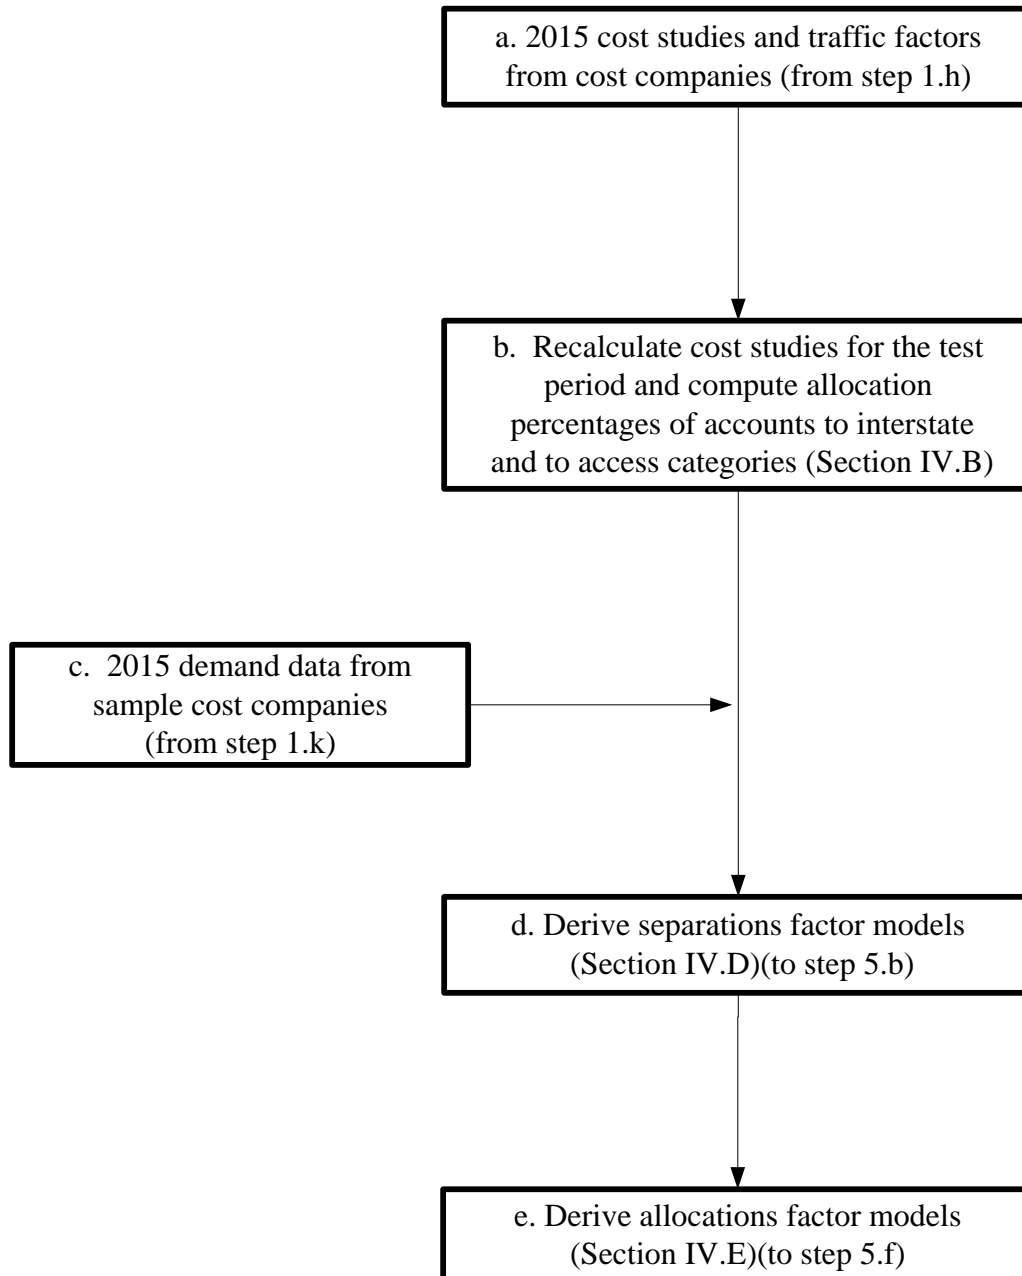 a. 2015 cost studies and traffic factors
from cost companies (from step 1.h)
b.  Recalculate cost studies for the test
period and compute allocation
percentages of accounts to interstate
and to access categories (Section IV.B)
c.  2015 demand data from
sample cost companies
(from step 1.k)
d. Derive separations factor models
(Section IV.D)(to step 5.b)
e. Derive allocations factor models
(Section IV.E)(to step 5.f)